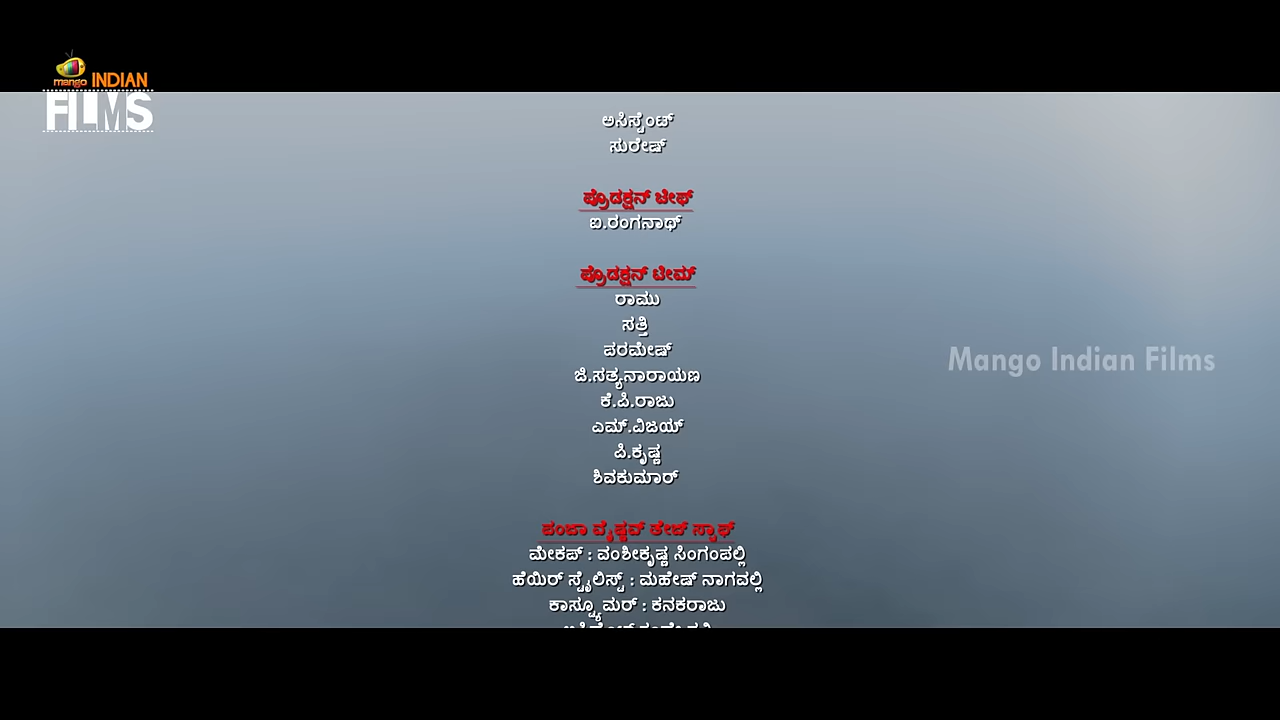 mango INDIAN
FILMS
ಅಸಿಸ್ಟೆಂಟ್
ಸುರೇಷ್
ಪ್ರೊಡಕ್ಷನ್ ಚೀಫ್
ಐ.ರಂಗನಾಥ್
ಪ್ರೊಡಕ್ಷನ್ ಟೀಮ್
ರಾಮು
ಸತ್ತಿ
ಪರಮೇಷ್
Mango Indian Films
ಜಿ.ಸತ್ಯನಾರಾಯಣ
ಕೆ.ಪಿ.ರಾಜು
ಎಮ್.ವಿಜಯ್
ಪಿ.ಕೃಷ್ಣ
ಶಿವಕುಮಾರ್
ಪಂಜಾ ವೈಷ್ಣವ್ ತೇಜ್ ಸ್ಟಾಫ್
ಮೇಕಪ್ : ವಂಶೀಕೃಷ್ಣ ಸಿಂಗಂಪಲ್ಲಿ
ಹೆಯಿರ್ ಸ್ಟೈಲಿಸ್ಟ್ : ಮಹೇಷ್ ನಾಗವಲ್ಲಿ
ಕಾಸ್ಟ್ಯೂಮರ್ : ಕನಕರಾಜು